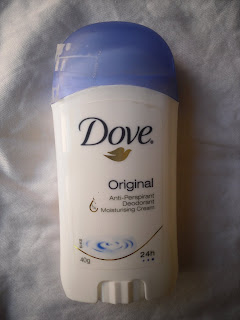 Dove
Original
Anti-Perspirant
Deodorant
Moisturising Cream
24h
40g